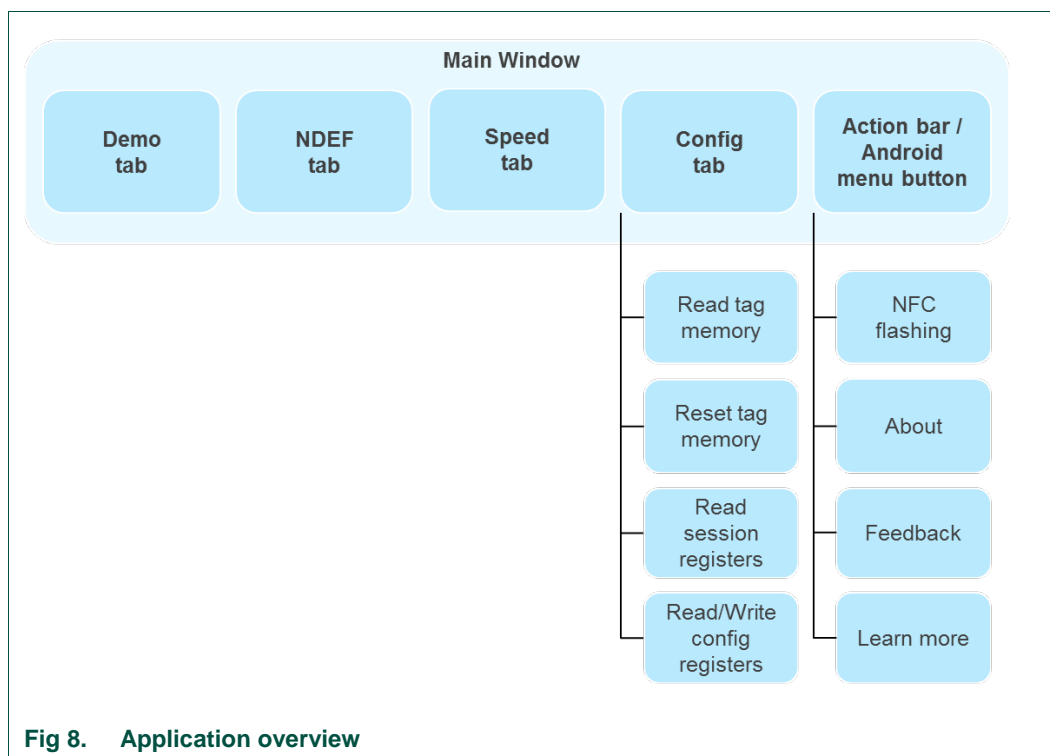 Main Window
Demo
tab
NDEF
tab
Speed
tab
Config
tab
Action bar /
Android
menu button
Read tag
memory
Reset tag
memory
Read
session
registers
Read/Write
config
registers
NFC
flashing
About
Feedback
Learn more
Fig 8. Application overview